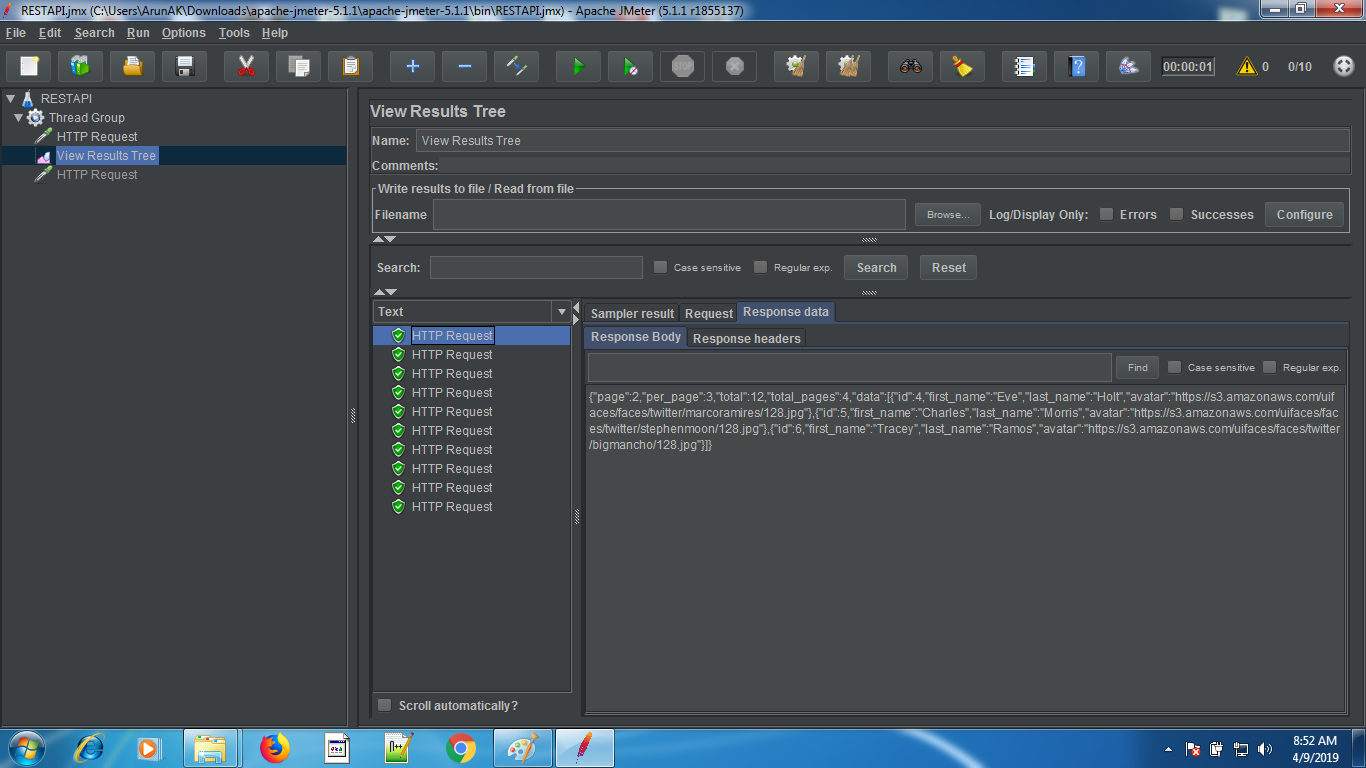 RESTAPI.jmx (C:\Users\ArunAK\Downloads\apache-jmeter-5.1.1\apache-jmeter-5.1.1\bin\RESTAPI.jmx) - Apache JMeter (5.1.1 r1855137)
File Edit Search Run Options Tools Help
STOP 00:00:01 0 0/10
RESTAPI
Thread Group
HTTP Request
View Results Tree
HTTP Request
View Results Tree
Name: View Results Tree
Comments:
Write results to file / Read from file
Filename Browse... Log/Display Only: Errors Successes Configure
Search: Case sensitive Regular exp. Search Reset
Text
HTTP Request
HTTP Request
HTTP Request
HTTP Request
HTTP Request
HTTP Request
HTTP Request
HTTP Request
HTTP Request
HTTP Request
Scroll automatically?
Sampler result Request Response data
Response Body Response headers
Find Case sensitive Regular exp.
{"page":2,"per_page":3,"total":12,"total_pages":4,"data":[{"id":4,"first_name":"Eve","last_name":"Holt","avatar":"https://s3.amazonaws.com/uif
aces/faces/twitter/marcoramires/128.jpg"},{"id":5,"first_name":"Charles","last_name":"Morris","avatar":"https://s3.amazonaws.com/uifaces/fac
es/twitter/stephenmoon/128.jpg"},{"id":6,"first_name":"Tracey","last_name":"Ramos","avatar":"https://s3.amazonaws.com/uifaces/faces/twitter
/bigmancho/128.jpg"}]}
8:52 AM
4/9/2019